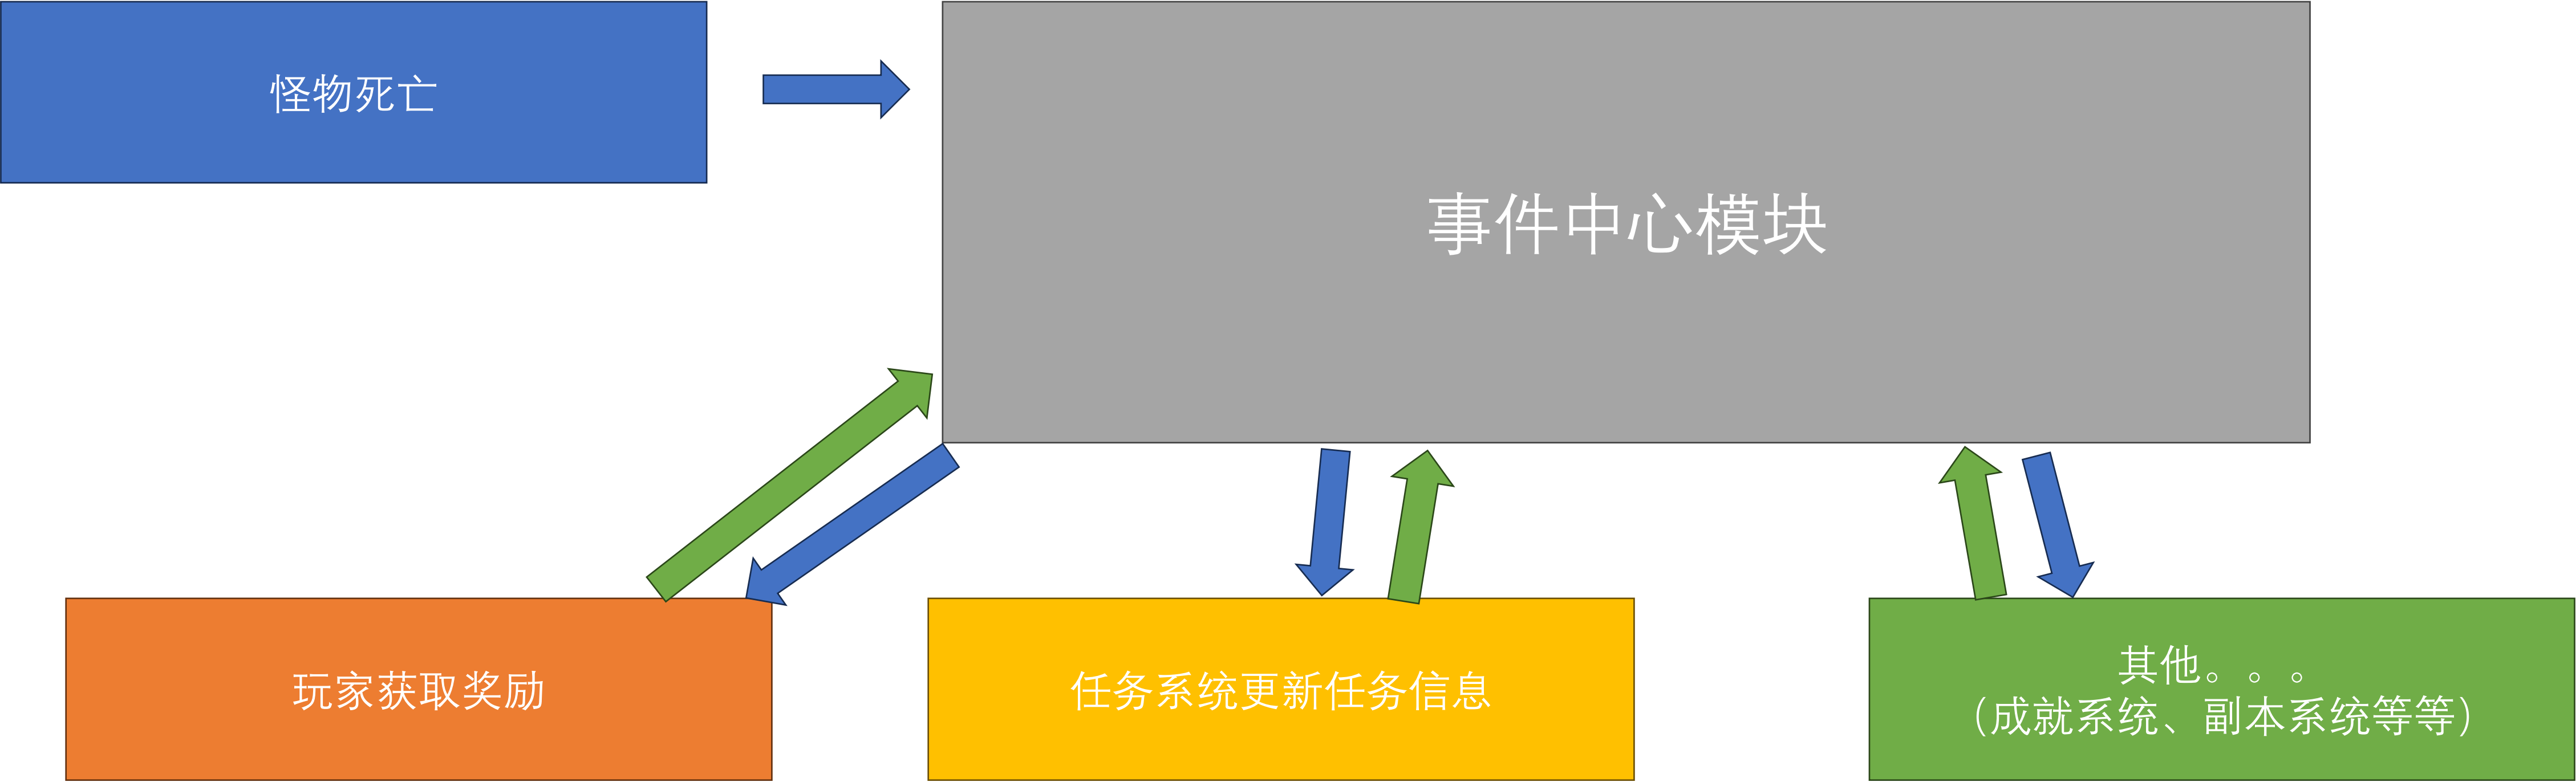 怪物死亡
事件中心模块
玩家获取奖励
任务系统更新任务信息
其他。。。
（成就系统、副本系统等等）